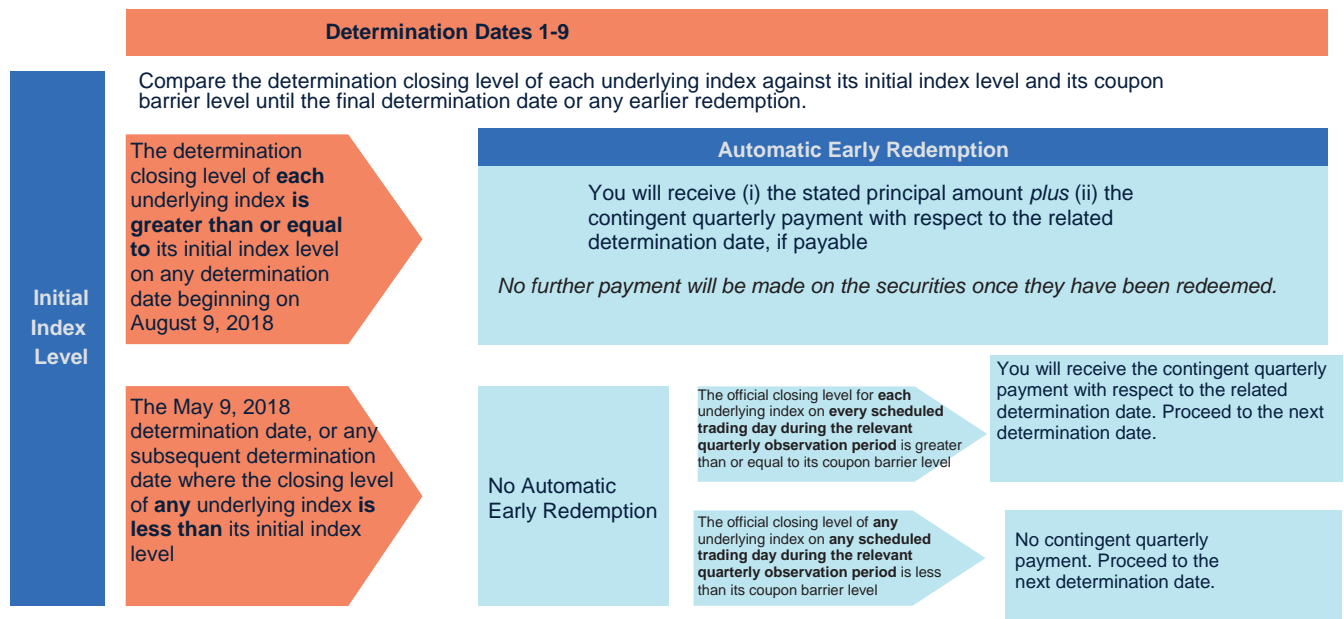 Determination Dates 1-9
Compare the determination closing level of each underlying index against its initial index level and its coupon
barrier level until the final determination date or any earlier redemption.
Initial
Index
Level
The determination
closing level of each
underlying index is
greater than or equal
to its initial index level
on any determination
date beginning on
August 9, 2018
Automatic Early Redemption
You will receive (i) the stated principal amount plus (ii) the
contingent quarterly payment with respect to the related
determination date, if payable
No further payment will be made on the securities once they have been redeemed.
The May 9, 2018
determination date, or any
subsequent determination
date where the closing level
of any underlying index is
less than its initial index
level
No Automatic
Early Redemption
The official closing level for each
underlying index on every scheduled
trading day during the relevant
quarterly observation period is greater
than or equal to its coupon barrier level
You will receive the contingent quarterly
payment with respect to the related
determination date. Proceed to the next
determination date.
The official closing level of any
underlying index on any scheduled
trading day during the relevant
quarterly observation period is less
than its coupon barrier level
No contingent quarterly
payment. Proceed to the
next determination date.